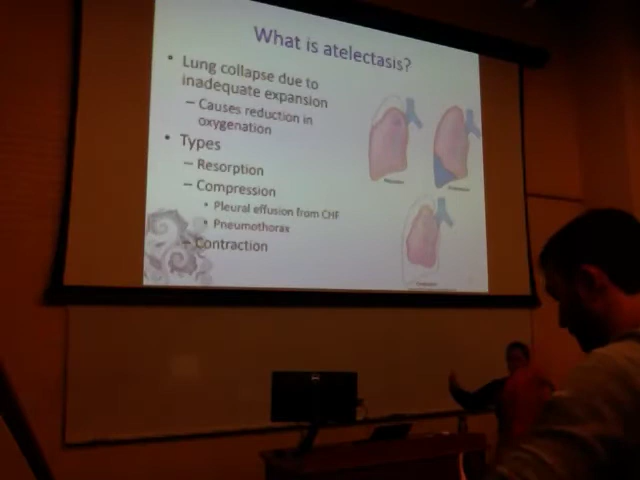 What is atelectasis?
• Lung collapse due to
inadequate expansion
– Causes reduction in
oxygenation
• Types
– Resorption
– Compression
• Pleural effusion from CHF
• Pneumothorax
– Contraction